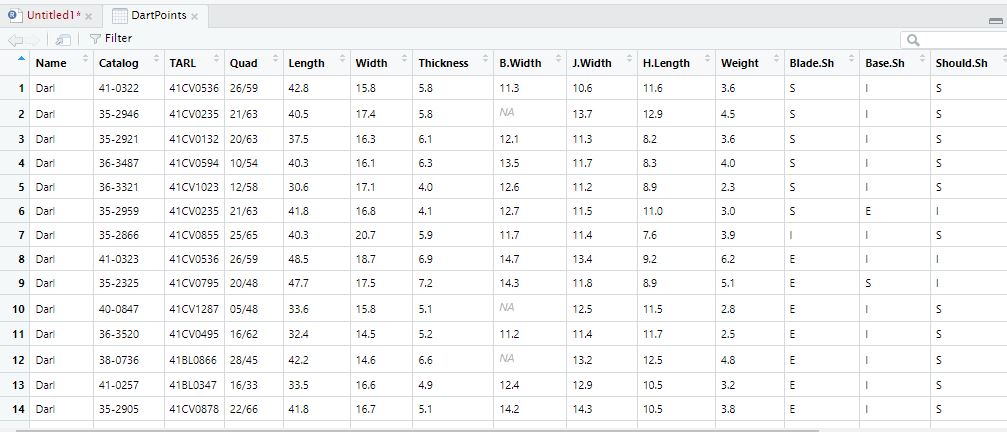 Untitled1* × DartPoints ×
Filter
Name Catalog TARL Quad Length Width Thickness B.Width J.Width H.Length Weight Blade.Sh Base.Sh Should.Sh
1 Darl 41-0322 41CV0536 26/59 42.8 15.8 5.8 11.3 10.6 11.6 3.6 S I S
2 Darl 35-2946 41CV0235 21/63 40.5 17.4 5.8 NA 13.7 12.9 4.5 S I S
3 Darl 35-2921 41CV0132 20/63 37.5 16.3 6.1 12.1 11.3 8.2 3.6 S I S
4 Darl 36-3487 41CV0594 10/54 40.3 16.1 6.3 13.5 11.7 8.3 4.0 S I S
5 Darl 36-3321 41CV1023 12/58 30.6 17.1 4.0 12.6 11.2 8.9 2.3 S I S
6 Darl 35-2959 41CV0235 21/63 41.8 16.8 4.1 12.7 11.5 11.0 3.0 S E I
7 Darl 35-2866 41CV0855 25/65 40.3 20.7 5.9 11.7 11.4 7.6 3.9 I I S
8 Darl 41-0323 41CV0536 26/59 48.5 18.7 6.9 14.7 13.4 9.2 6.2 E I I
9 Darl 35-2325 41CV0795 20/48 47.7 17.5 7.2 14.3 11.8 8.9 5.1 E S I
10 Darl 40-0847 41CV1287 05/48 33.6 15.8 5.1 NA 12.5 11.5 2.8 E I S
11 Darl 36-3520 41CV0495 16/62 32.4 14.5 5.2 11.2 11.4 11.7 2.5 E I S
12 Darl 38-0736 41BL0866 28/45 42.2 14.6 6.6 NA 13.2 12.5 4.8 E I S
13 Darl 41-0257 41BL0347 16/33 33.5 16.6 4.9 12.4 12.9 10.5 3.2 E I S
14 Darl 35-2905 41CV0878 22/66 41.8 16.7 5.1 14.2 14.3 10.5 3.8 E I S